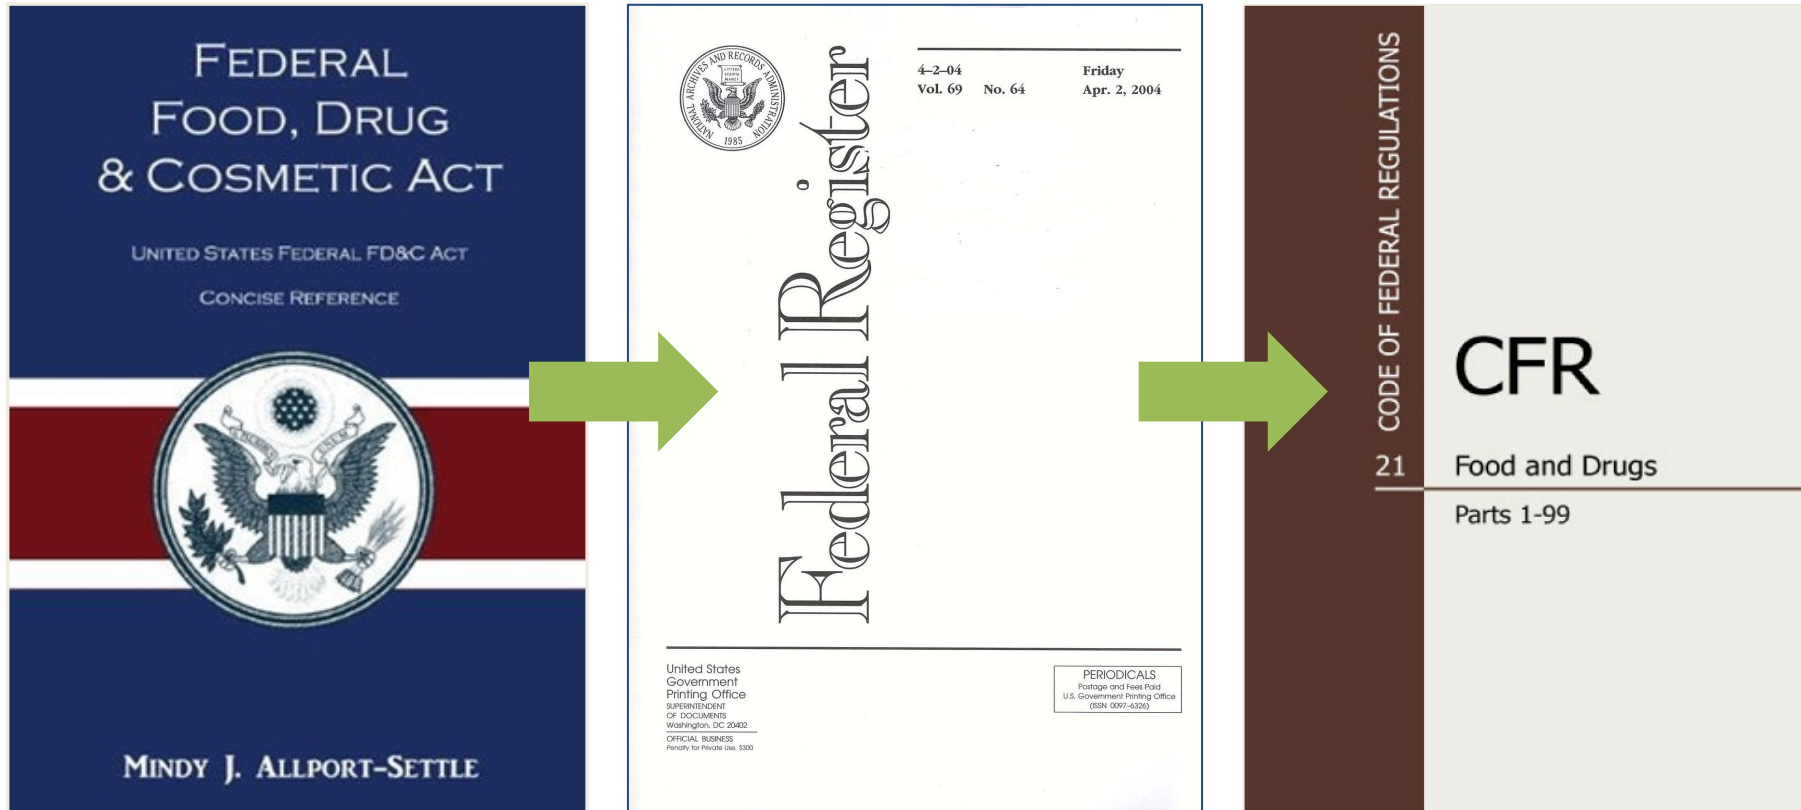 FEDERAL
FOOD, DRUG
& COSMETIC ACT
UNITED STATES FEDERAL FD&C ACT
CONCISE REFERENCE
MINDY J. ALLPORT-SETTLE
NATIONAL ARCHIVES AND RECORDS ADMINISTRATION
LITTERA
SCRIPTA
MANET
1985
Federal Register
4–2–04
Vol. 69 No. 64
Friday
Apr. 2, 2004
United States
Government
Printing Office
SUPERINTENDENT
OF DOCUMENTS
Washington, DC 20402
OFFICIAL BUSINESS
Penalty for Private Use, $300
PERIODICALS
Postage and Fees Paid
U.S. Government Printing Office
(ISSN 0097–6326)
CODE OF FEDERAL REGULATIONS
21
CFR
Food and Drugs
Parts 1-99